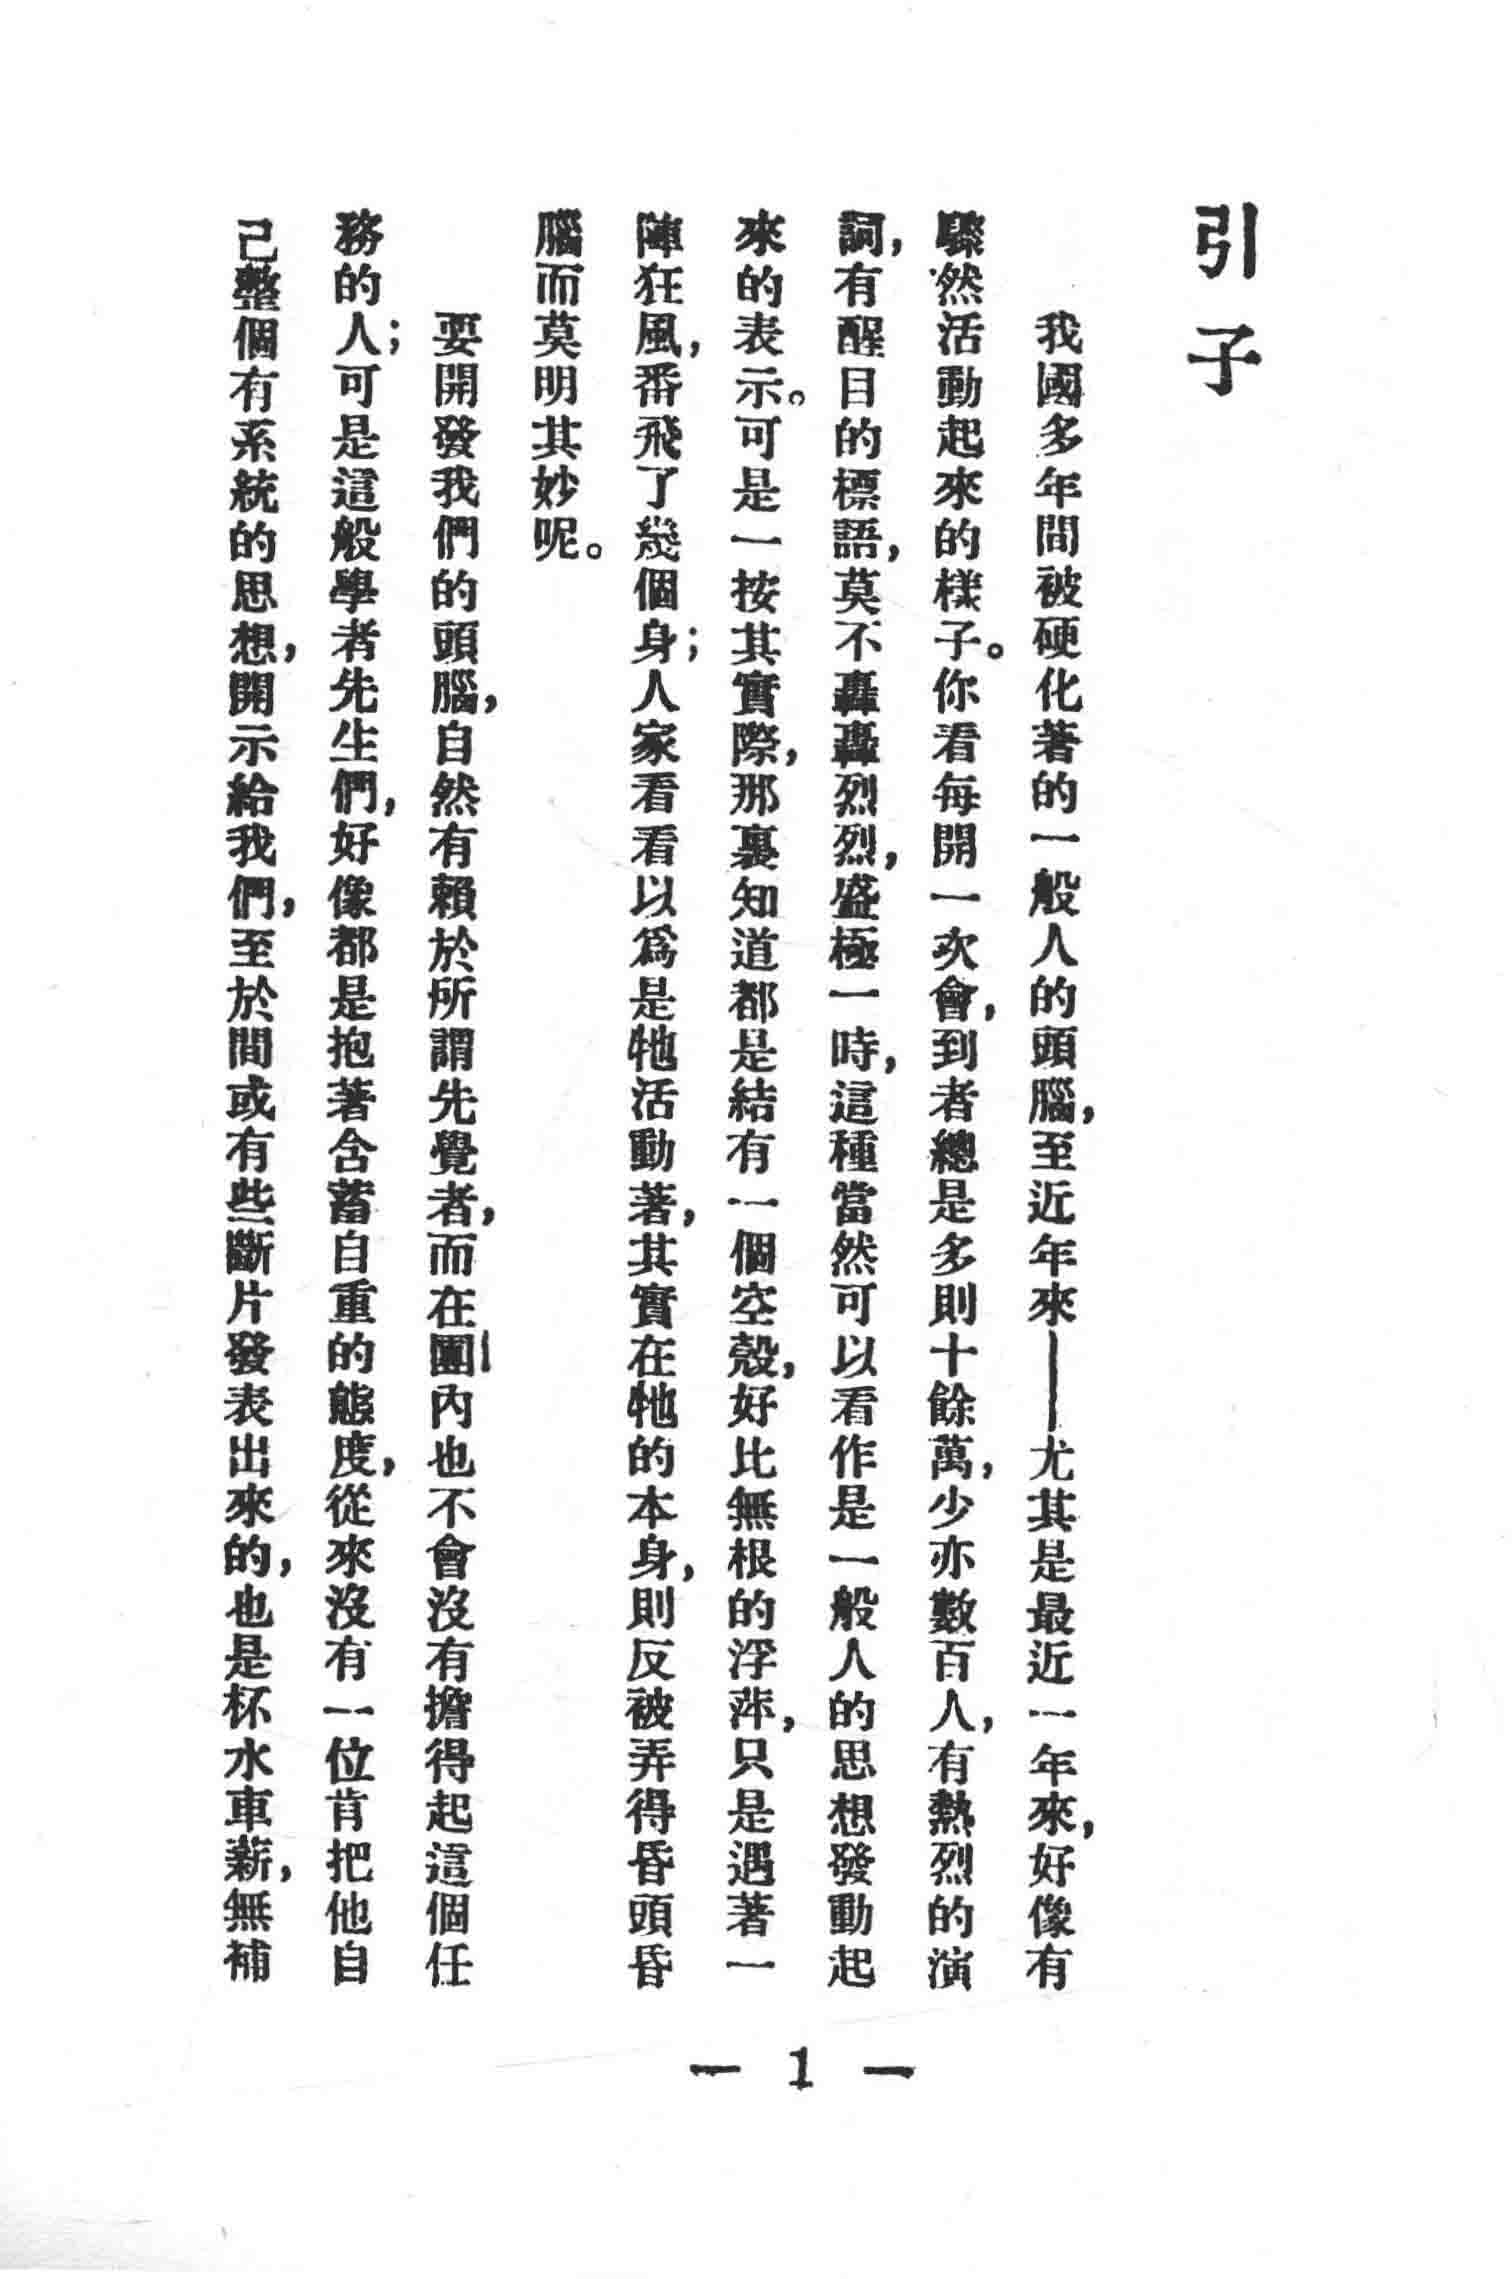 引子
我國多年間被硬化著的一般人的頭腦，至近年來——尤其是最近一年來，好像有
驟然活動起來的樣子。你看每開一次會，到者總是多則十餘萬，少亦數百人，有熱烈的演
詞，有醒目的標語，莫不轟轟烈烈，盛極一時，這種當然可以看作是一般人的思想發動起
來的表示。可是一按其實際，那裏知道都是結有一個空殼，好比無根的浮萍，只是遇著一
陣狂風，番飛了幾個身；人家看看以爲是牠活動著，其實在牠的本身，則反被弄得昏頭昏
腦而莫明其妙呢。
要開發我們的頭腦，自然有賴於所謂先覺者，而在團內也不會沒有擔得起這個任
務的人；可是這般學者先生們，好像都是抱著含蓄自重的態度，從來沒有一位肯把他自
己整個有系統的思想，開示給我們，至於間或有些斷片發表出來的，也是杯水車薪，無補
— 1 —